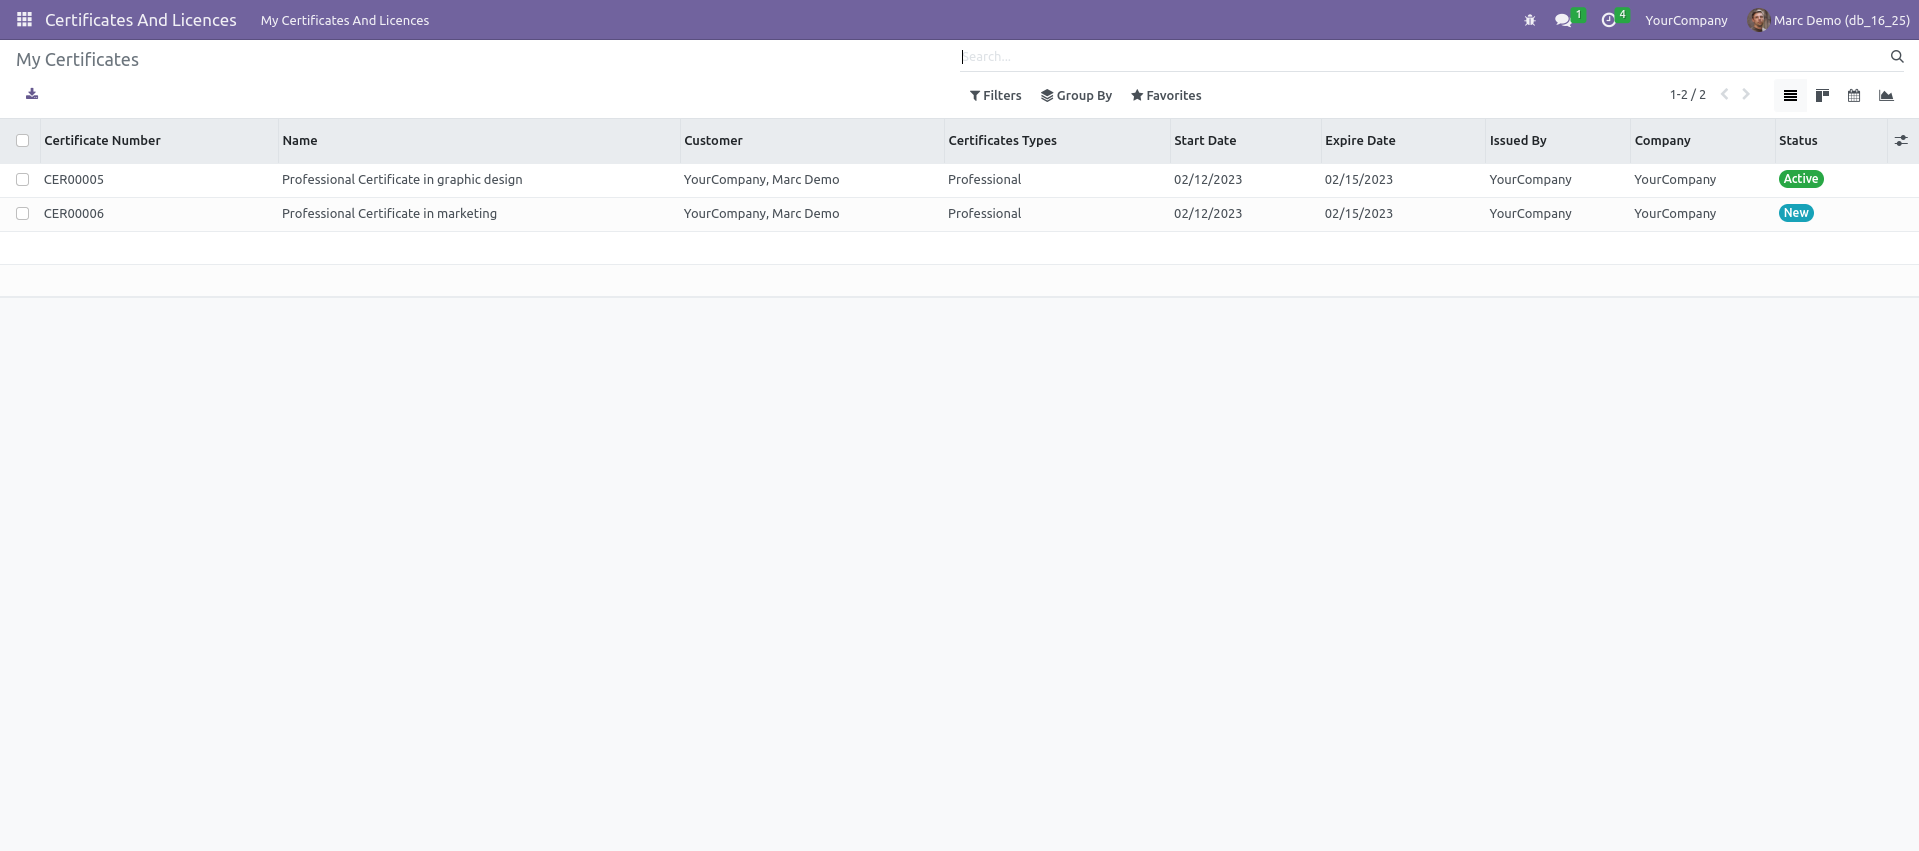 Certificates And Licences My Certificates And Licences 1 4 YourCompany Marc Demo (db_16_25)
My Certificates Search...
Filters Group By Favorites 1-2 / 2
Certificate Number Name Customer Certificates Types Start Date Expire Date Issued By Company Status
CER00005 Professional Certificate in graphic design YourCompany, Marc Demo Professional 02/12/2023 02/15/2023 YourCompany YourCompany Active
CER00006 Professional Certificate in marketing YourCompany, Marc Demo Professional 02/12/2023 02/15/2023 YourCompany YourCompany New